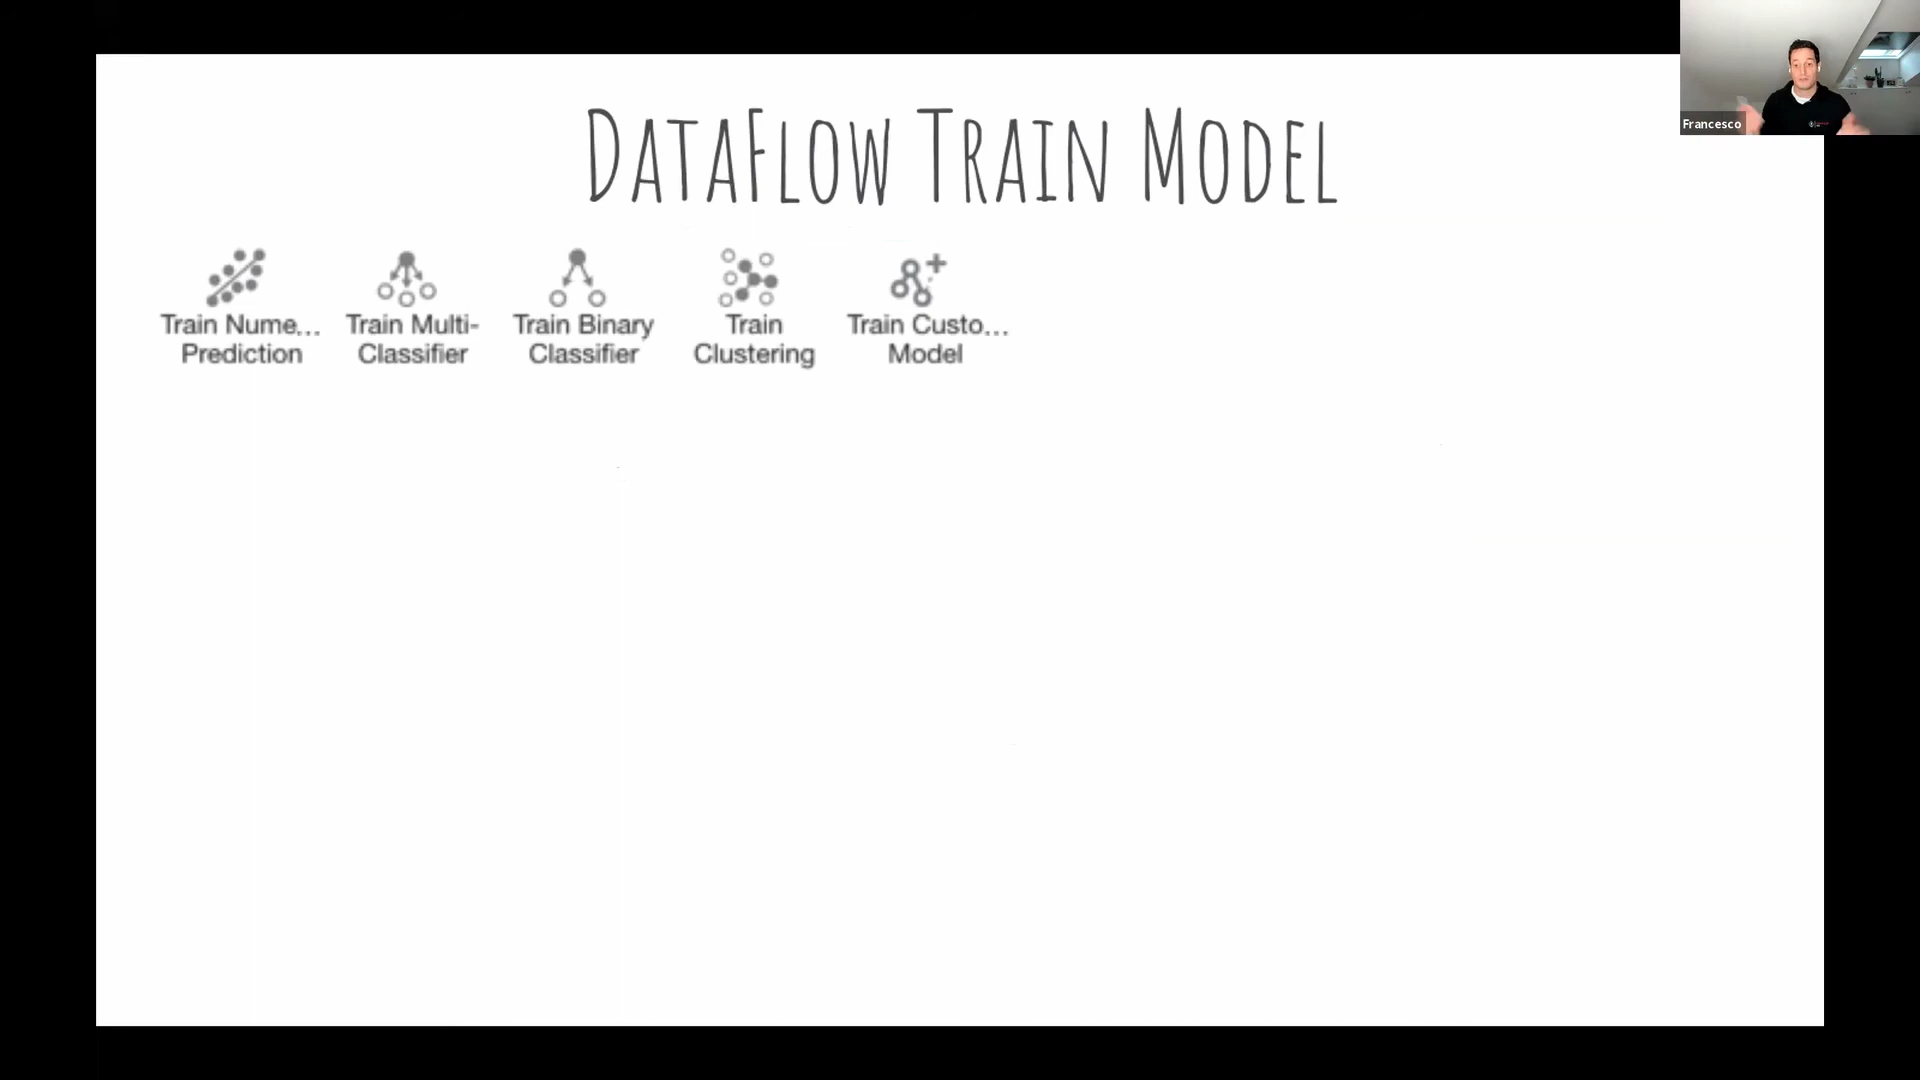 DataFlow Train Model
Francesco
Train Nume... Train Multi- Train Binary Train Train Custo...
Prediction Classifier Classifier Clustering Model